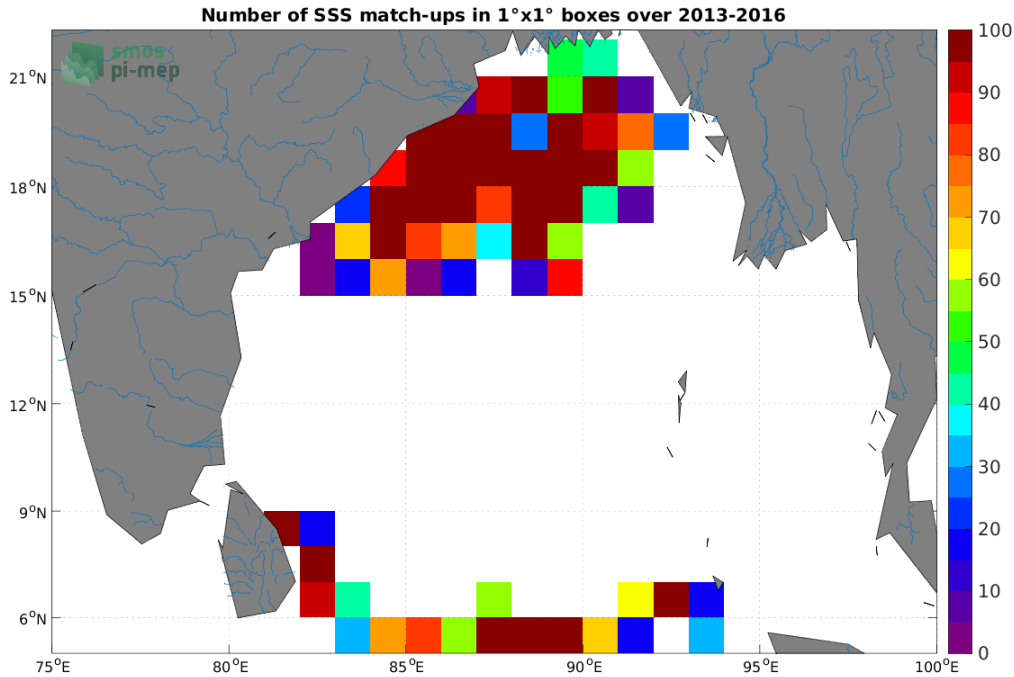 Number of SSS match-ups in 1°x1° boxes over 2013-2016
smos
pi-mep
21°N
18°N
15°N
12°N
9°N
6°N
75°E
80°E
85°E
90°E
95°E
100°E
100
90
80
70
60
50
40
30
20
10
0